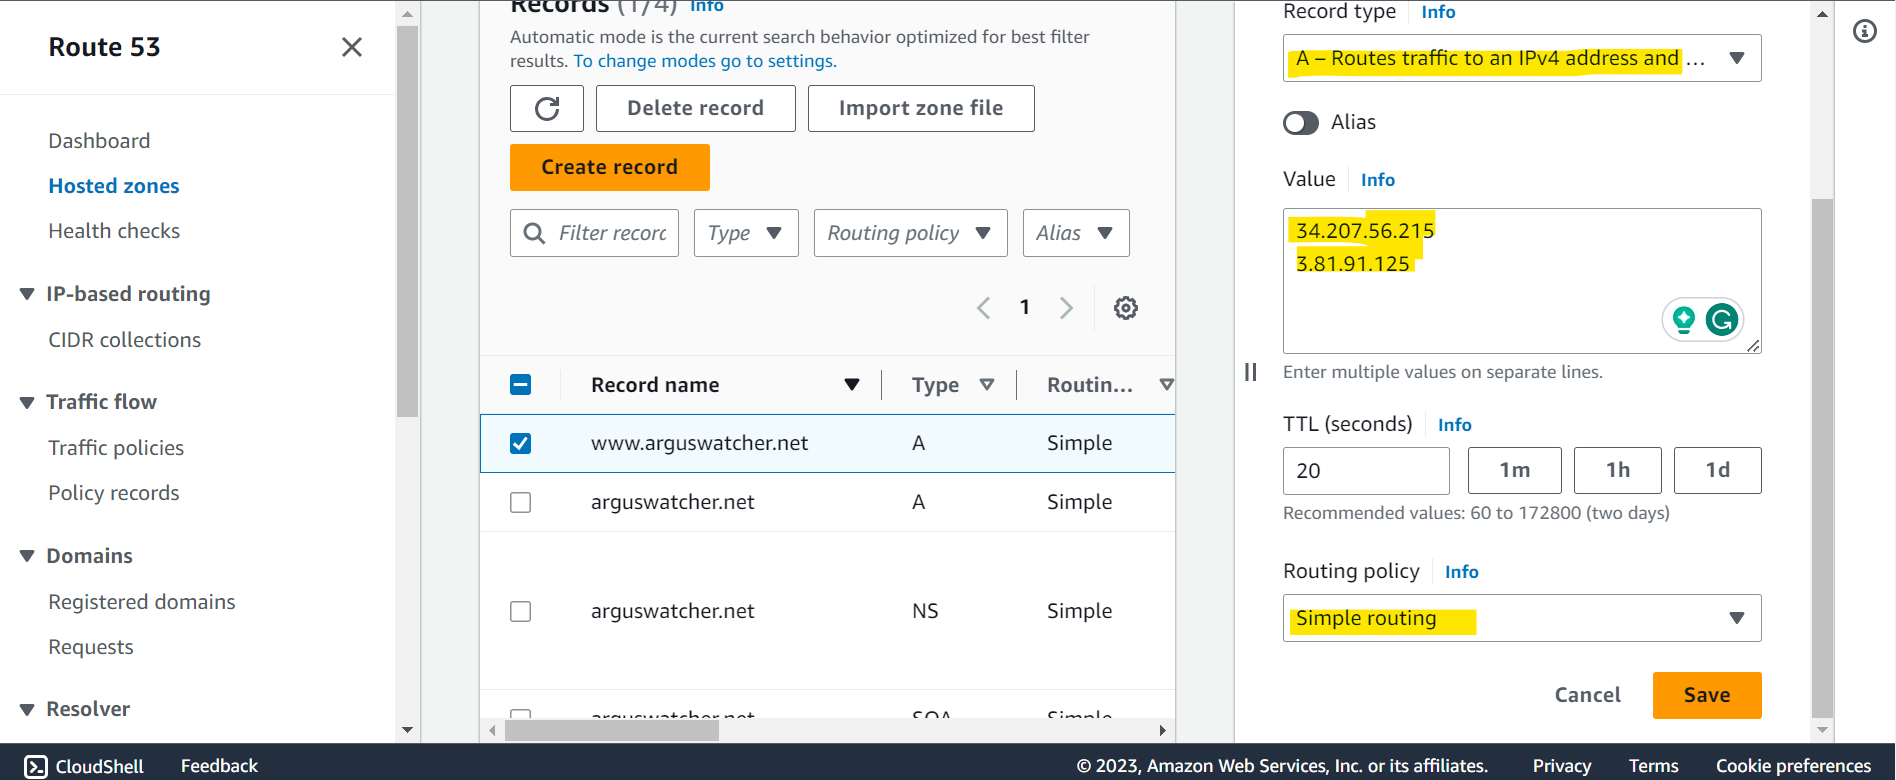 Route 53
Dashboard
Hosted zones
Health checks
IP-based routing
CIDR collections
Traffic flow
Traffic policies
Policy records
Domains
Registered domains
Requests
Resolver
Records (1/4) Info
Automatic mode is the current search behavior optimized for best filter
results. To change modes go to settings.
Delete record
Import zone file
Create record
Filter record
Type
Routing policy
Alias
1
Record name
Type
Routin...
www.arguswatcher.net A Simple
arguswatcher.net A Simple
arguswatcher.net NS Simple
arguswatcher.net SOA Simple
Record type Info
A – Routes traffic to an IPv4 address and ...
Alias
Value Info
34.207.56.215
3.81.91.125
Enter multiple values on separate lines.
TTL (seconds) Info
20
1m
1h
1d
Recommended values: 60 to 172800 (two days)
Routing policy Info
Simple routing
Cancel
Save
CloudShell
Feedback
© 2023, Amazon Web Services, Inc. or its affiliates.
Privacy
Terms
Cookie preferences